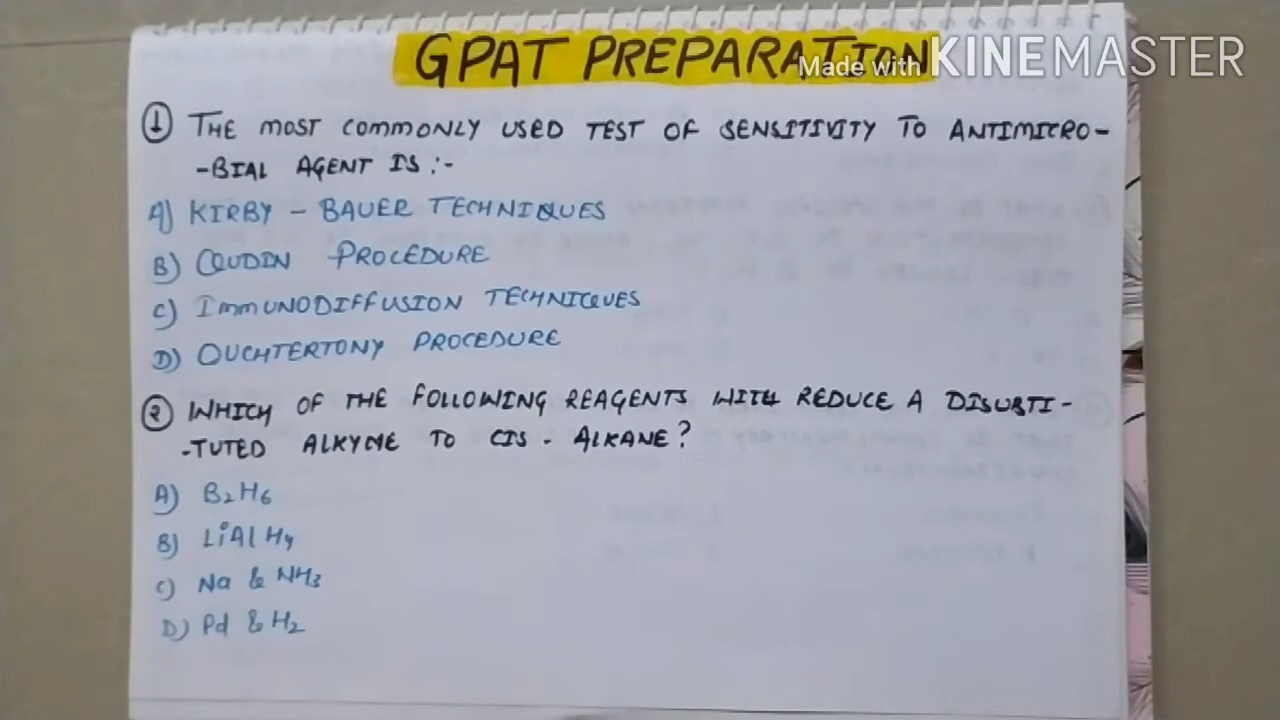 GPAT PREPARATION
Made with KINEMASTER
① THE MOST COMMONLY USED TEST OF SENSITIVITY TO ANTIMICRO-
-BIAL AGENT IS :-
A) KIRBY - BAUER TECHNIQUES
B) OUDIN PROCEDURE
C) IMMUNODIFFUSION TECHNIQUES
D) OUCHTERTONY PROCEDURE
② WHICH OF THE FOLLOWING REAGENTS WITH REDUCE A DISUBTI-
-TUTED ALKYNE TO CIS - ALKANE?
A) B₂H₆
B) LiAlH₄
C) Na & NH₃
D) Pd & H₂